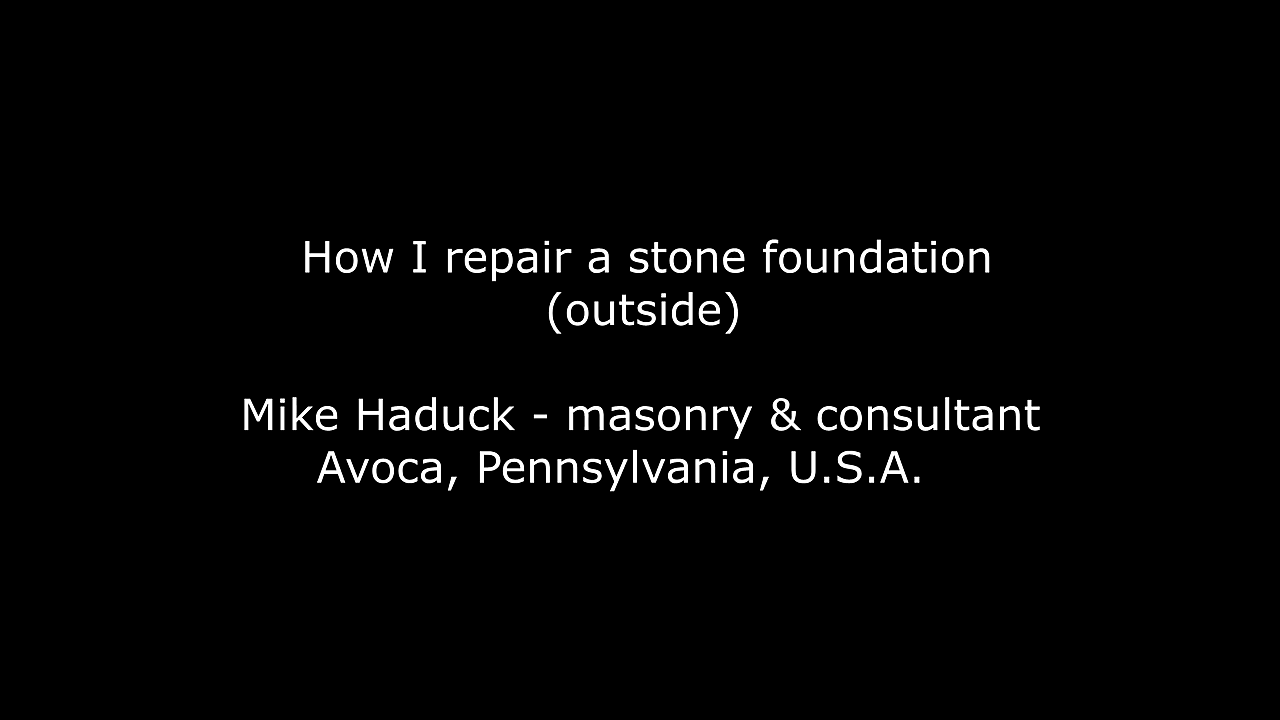 How I repair a stone foundation
(outside)
Mike Haduck - masonry & consultant
Avoca, Pennsylvania, U.S.A.